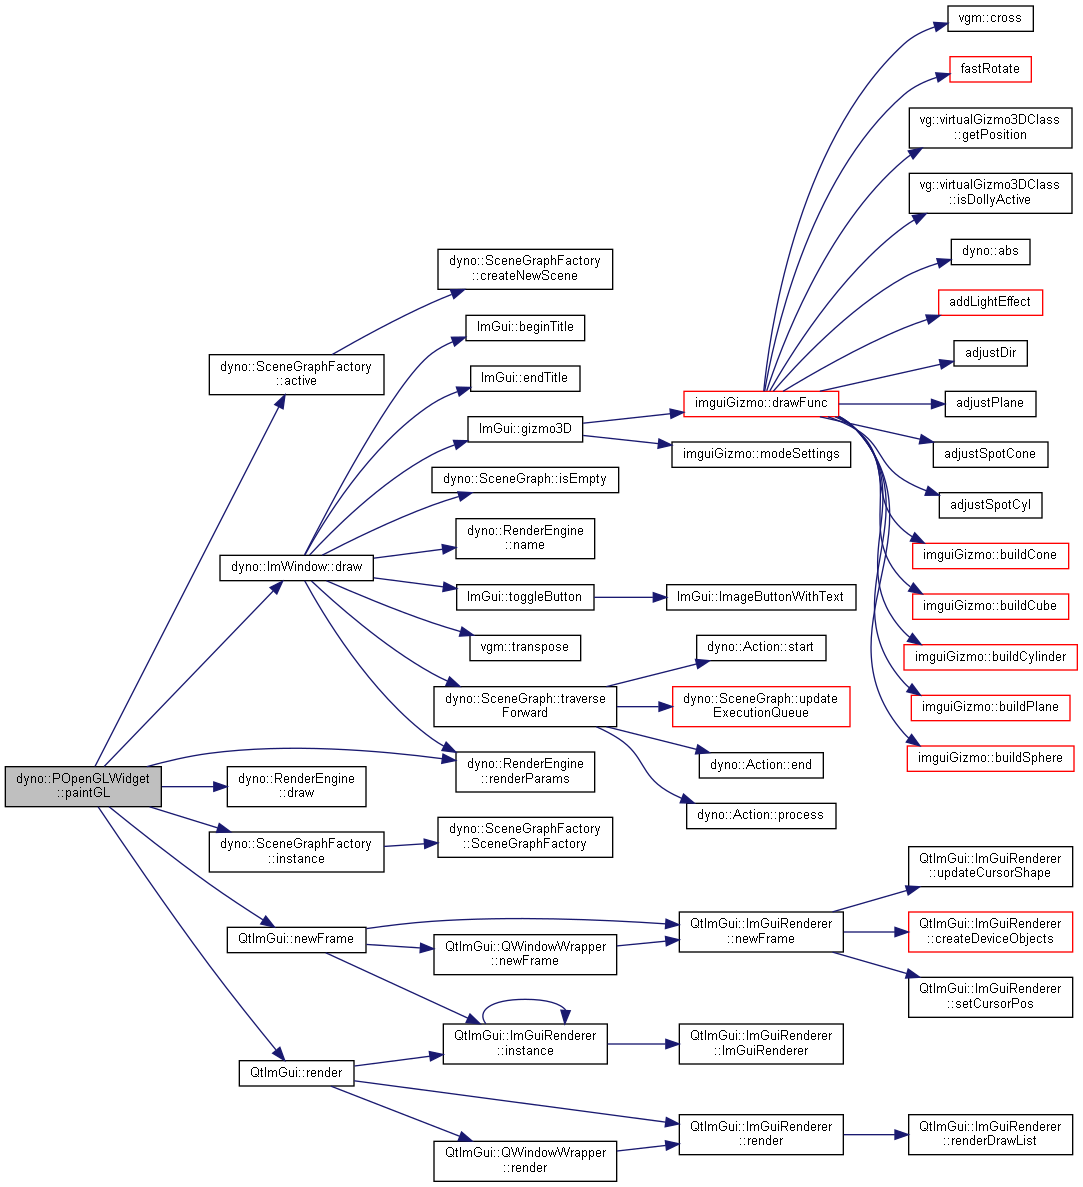 vgm::cross
fastRotate
vg::virtualGizmo3DClass
::getPosition
vg::virtualGizmo3DClass
::isDollyActive
dyno::abs
dyno::SceneGraphFactory
::createNewScene
addLightEffect
ImGui::beginTitle
adjustDir
dyno::SceneGraphFactory
::active
ImGui::endTitle
imguiGizmo::drawFunc
adjustPlane
ImGui::gizmo3D
imguiGizmo::modeSettings
adjustSpotCone
dyno::SceneGraph::isEmpty
adjustSpotCyl
dyno::RenderEngine
::name
imguiGizmo::buildCone
dyno::ImWindow::draw
ImGui::toggleButton
ImGui::ImageButtonWithText
imguiGizmo::buildCube
vgm::transpose
dyno::Action::start
imguiGizmo::buildCylinder
dyno::SceneGraph::traverse
Forward
dyno::SceneGraph::update
ExecutionQueue
imguiGizmo::buildPlane
dyno::RenderEngine
::renderParams
dyno::Action::end
imguiGizmo::buildSphere
dyno::POpenGLWidget
::paintGL
dyno::RenderEngine
::draw
dyno::Action::process
dyno::SceneGraphFactory
::instance
dyno::SceneGraphFactory
::SceneGraphFactory
QtImGui::ImGuiRenderer
::updateCursorShape
QtImGui::newFrame
QtImGui::QWindowWrapper
::newFrame
QtImGui::ImGuiRenderer
::newFrame
QtImGui::ImGuiRenderer
::createDeviceObjects
QtImGui::ImGuiRenderer
::setCursorPos
QtImGui::ImGuiRenderer
::instance
QtImGui::ImGuiRenderer
::ImGuiRenderer
QtImGui::render
QtImGui::ImGuiRenderer
::render
QtImGui::ImGuiRenderer
::renderDrawList
QtImGui::QWindowWrapper
::render